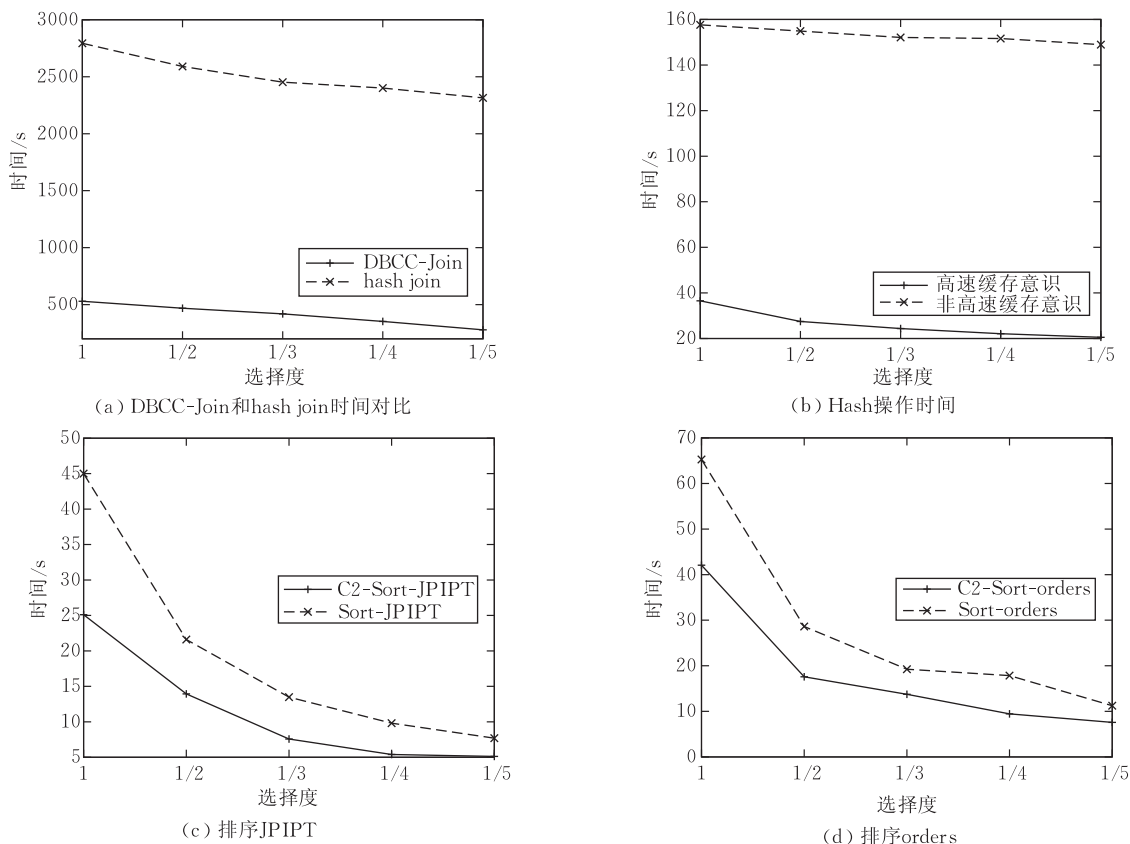 3000
2500
2000
1500
1000
500
时间/s
DBCC-Join
hash join
1 1/2 1/3 1/4 1/5
选择度
(a) DBCC-Join和hash join时间对比
160
140
120
100
80
60
40
20
时间/s
高速缓存意识
非高速缓存意识
1 1/2 1/3 1/4 1/5
选择度
(b) Hash操作时间
50
45
40
35
30
25
20
15
10
5
时间/s
C2-Sort-JPIPT
Sort-JPIPT
1 1/2 1/3 1/4 1/5
选择度
(c) 排序JPIPT
70
60
50
40
30
20
10
0
时间/s
C2-Sort-orders
Sort-orders
1 1/2 1/3 1/4 1/5
选择度
(d) 排序orders